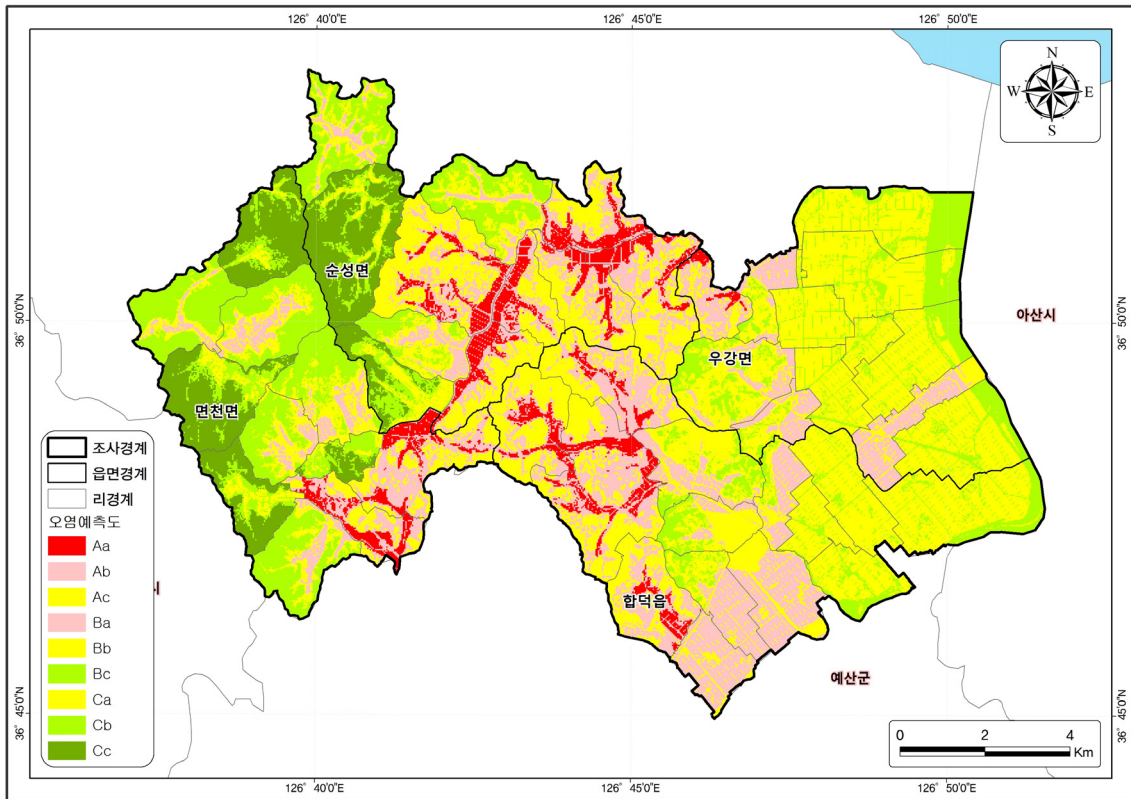 126° 40'0"E
126° 45'0"E
126° 50'0"E
N
W
E
S
36° 50'0"N
36° 50'0"N
순성면
아산시
우강면
면천면
조사경계
읍면경계
리경계
오염예측도
Aa
Ab
Ac
Ba
Bb
Bc
Ca
Cb
Cc
시
합덕읍
예산군
36° 45'0"N
36° 45'0"N
0
2
4
Km
126° 40'0"E
126° 45'0"E
126° 50'0"E